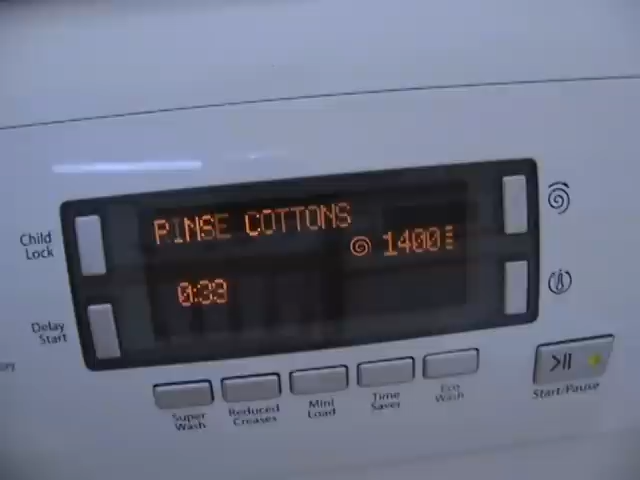 RINSE COTTONS
1400
0:39
Child
Lock
Delay
Start
Super
Wash
Reduced
Creases
Mini
Load
Time
Saver
Eco
Wash
Start/Pause